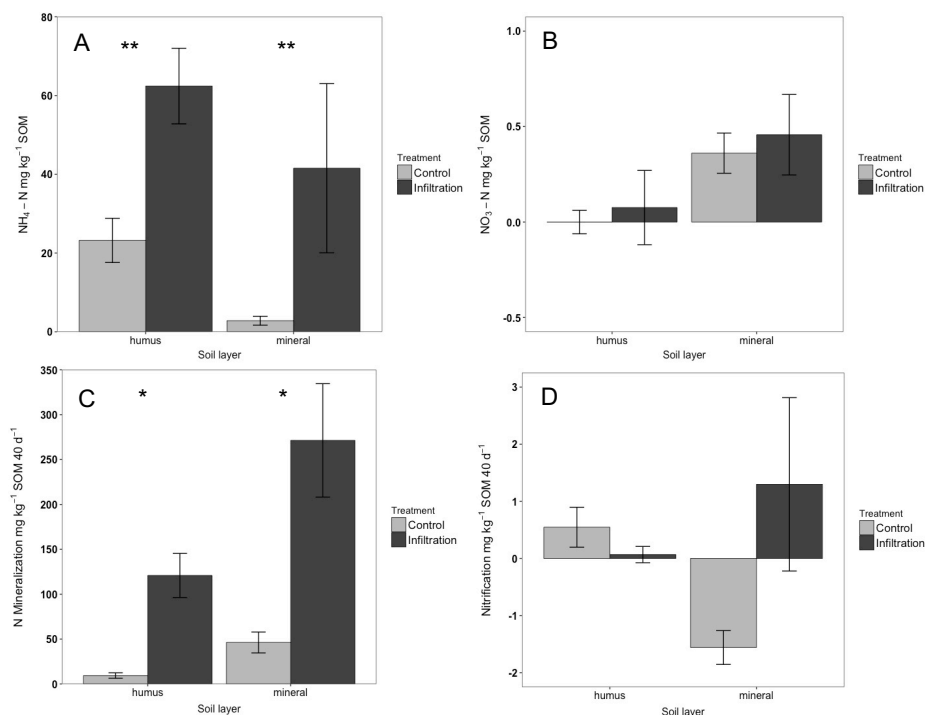 A
**
**
80
60
40
20
0
NH₄ – N mg kg⁻¹ SOM
humus
mineral
Soil layer
Treatment
Control
Infiltration
B
1.0
0.5
0.0
-0.5
NO₃ – N mg kg⁻¹ SOM
humus
mineral
Soil layer
Treatment
Control
Infiltration
C
*
*
350
300
250
200
150
100
50
0
N Mineralization mg kg⁻¹ SOM 40 d⁻¹
humus
mineral
Soil layer
Treatment
Control
Infiltration
D
3
2
1
0
-1
-2
Nitrification mg kg⁻¹ SOM 40 d⁻¹
humus
mineral
Soil layer
Treatment
Control
Infiltration